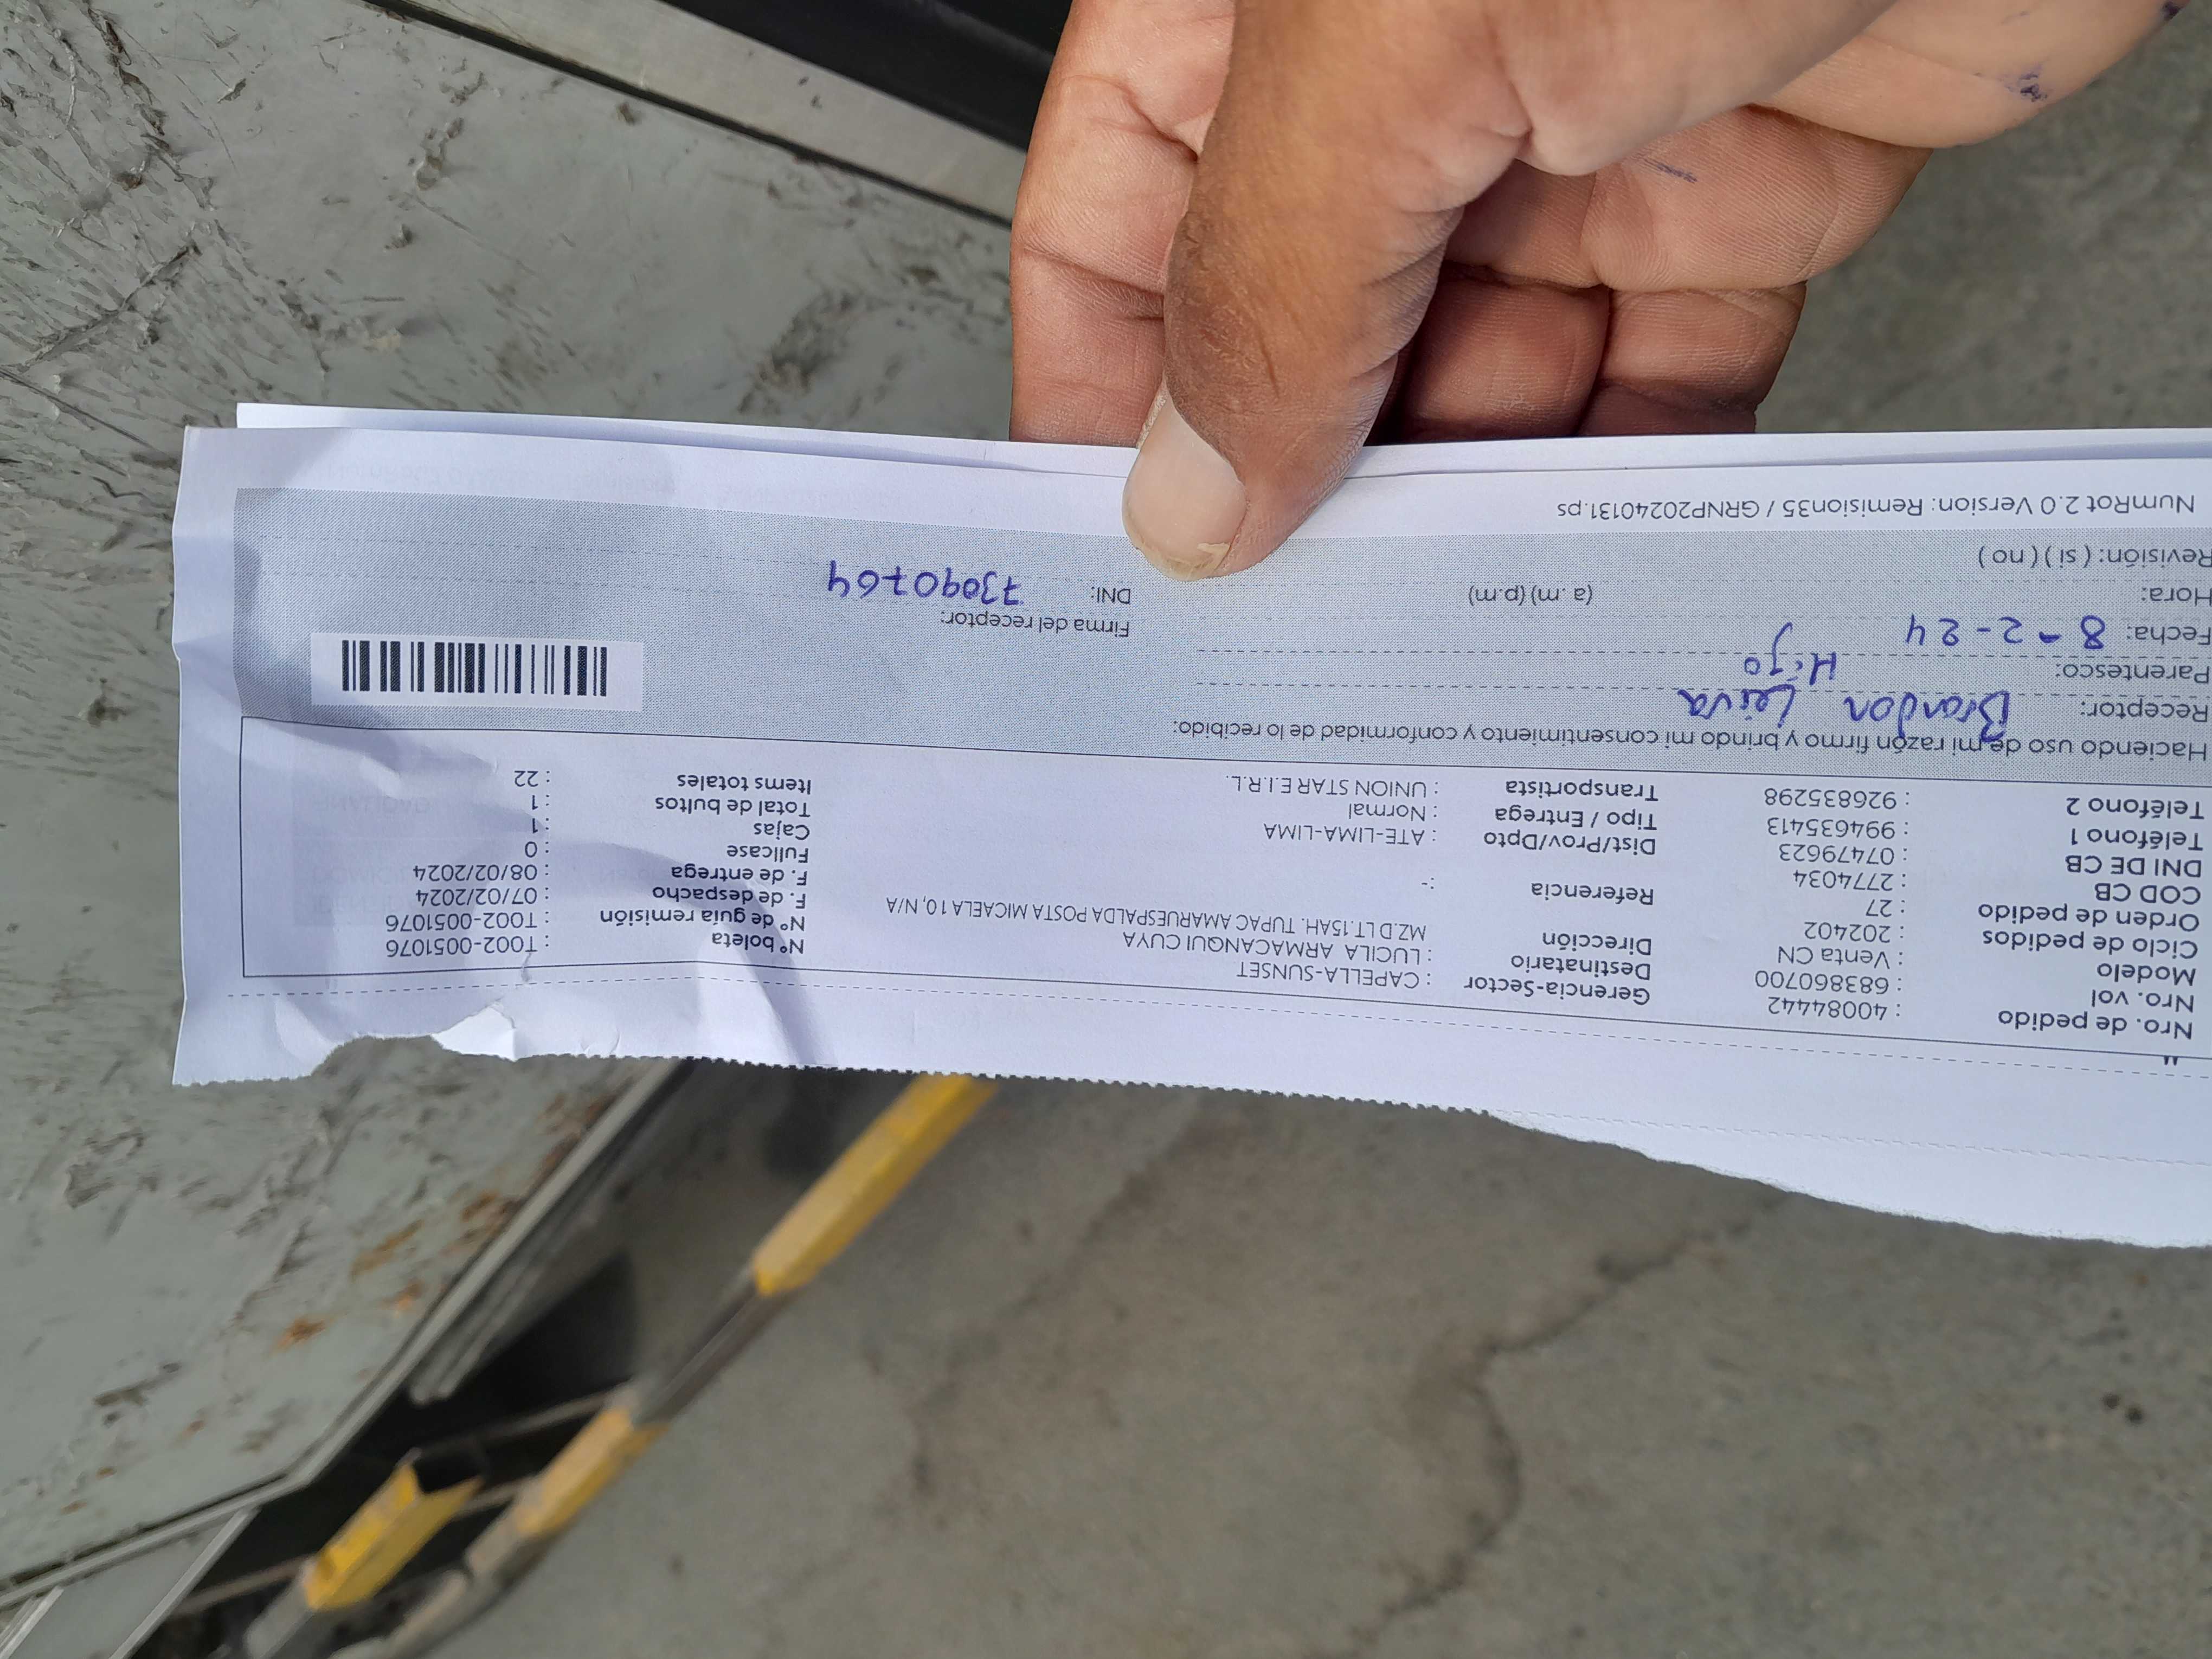 Nro. de pedido : 40084442 Gerencia-Sector : CAPELLA-SUNSET Nº boleta : T002-0051076
Nro. vol : 683860700 Destinatario : LUCILA ARMACANQUI CUYA Nº de guía remisión : T002-0051076
Modelo : Venta CN Dirección MZ.D LT.15AH. TUPAC AMARUESPALDA POSTA MICAELA 10, N/A F. de despacho : 07/02/2024
Ciclo de pedidos : 202402 F. de entrega : 08/02/2024
Orden de pedido : 27 Referencia :- Fullcase : 0
COD CB : 2774034 Dist/Prov/Dpto : ATE-LIMA-LIMA Cajas : 1
DNI DE CB : 07479623 Tipo / Entrega : Normal Total de bultos : 1
Teléfono 1 : 994635413 Transportista : UNION STAR E.I.R.L. Items totales : 22
Teléfono 2 : 926835298
Haciendo uso de mi razón firmo y brindo mi consentimiento y conformidad de lo recibido:
Receptor: Brandon Leiva
Parentesco: Hijo
Fecha: 8-2-24 Firma del receptor:
Hora: (a .m) (p.m) DNI: 73090764
Revisión: ( si ) ( no )
NumRot 2.0 Version: Remision35 / GRNP20240131.ps